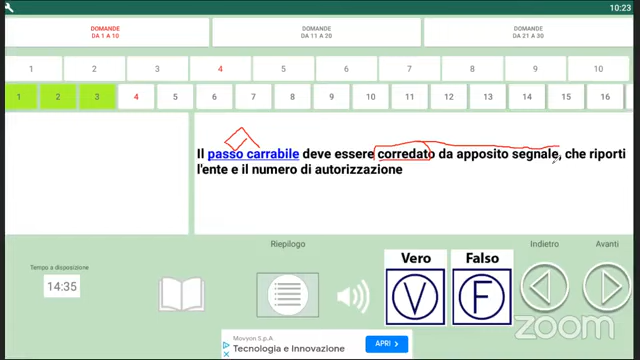 10:23
DOMANDE
DA 1 A 10
DOMANDE
DA 11 A 20
DOMANDE
DA 21 A 30
1 2 3 4 5 6 7 8 9 10
1 2 3 4 5 6 7 8 9 10 11 12 13 14 15 16
Il passo carrabile deve essere corredato da apposito segnale, che riporti
l'ente e il numero di autorizzazione
Riepilogo
Vero
Falso
Indietro
Avanti
Tempo a disposizione
14:35
V
F
zoom
Movyon S.p.A
Tecnologia e Innovazione
APRI